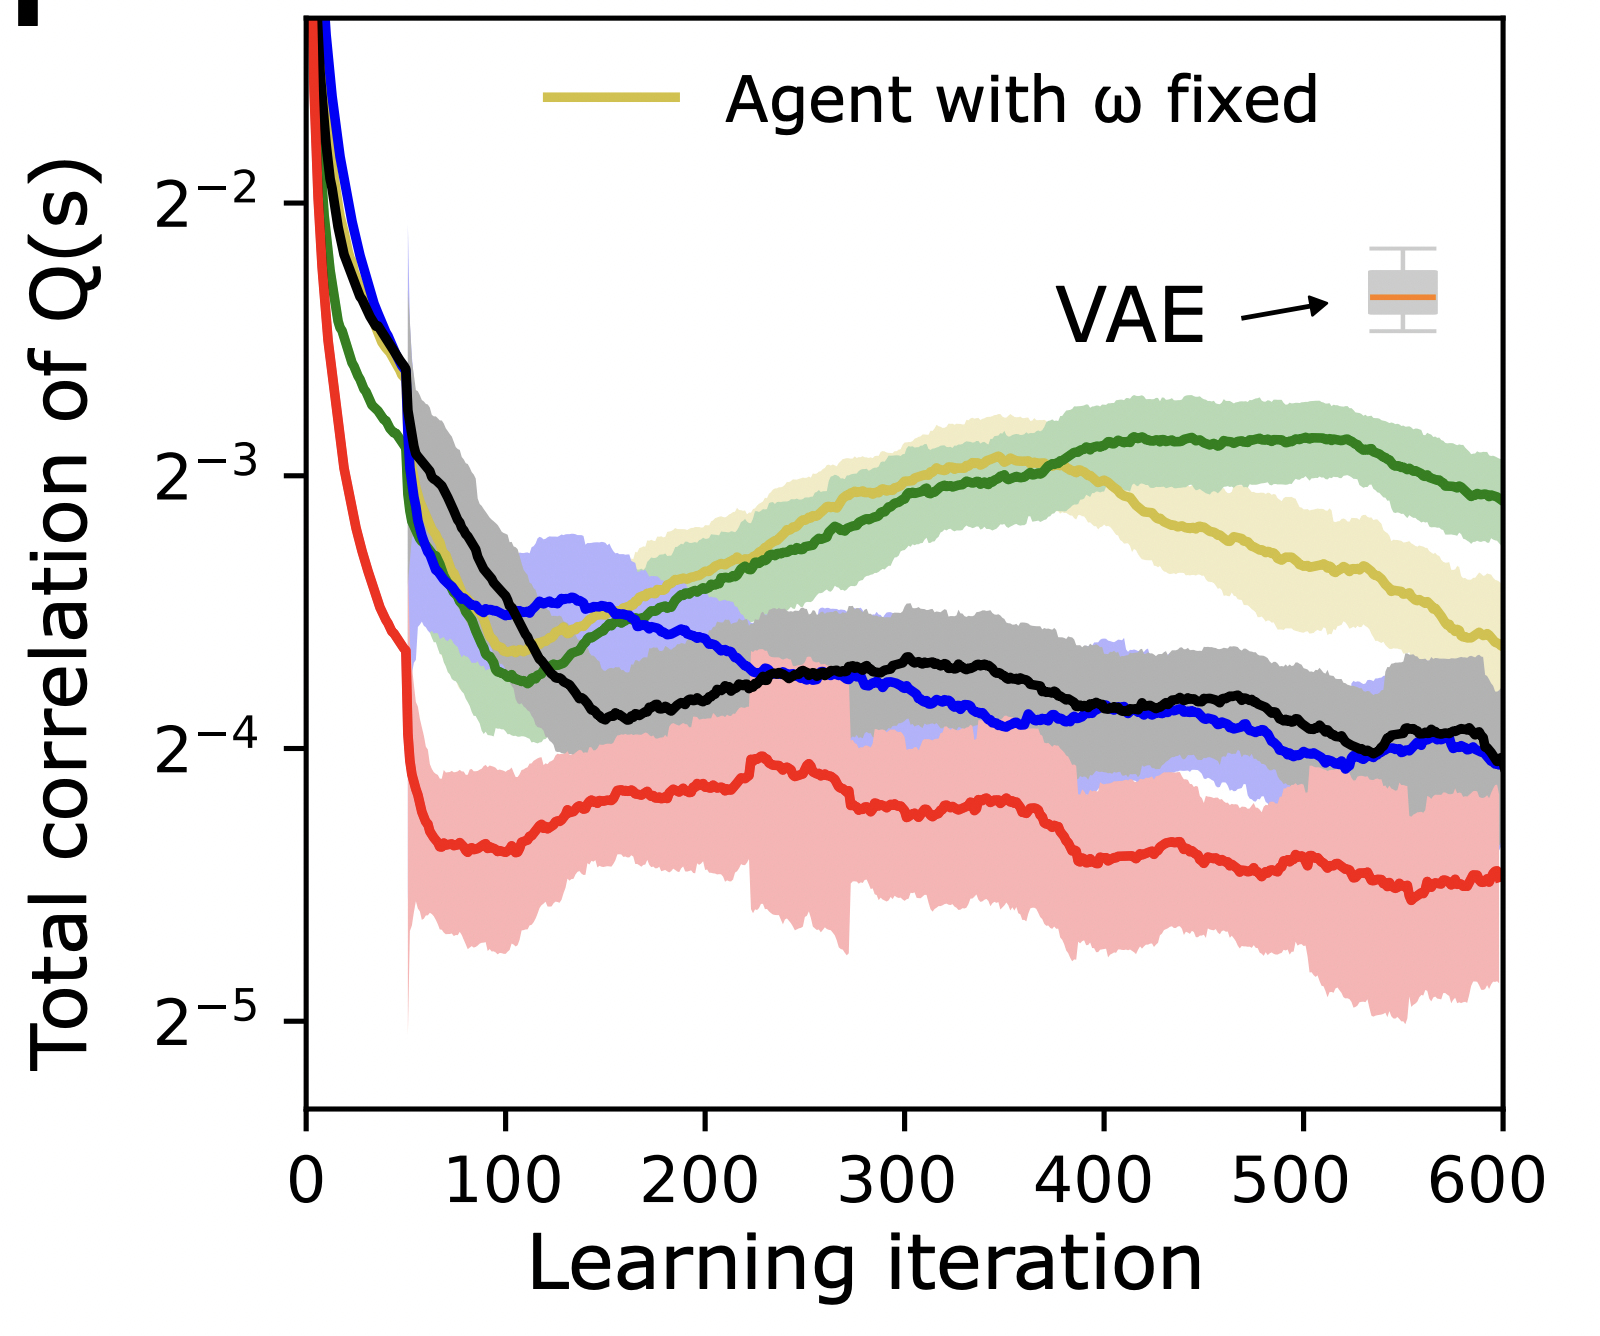 Agent with ω fixed
Total correlation of Q(s)
2⁻²
VAE
2⁻³
2⁻⁴
2⁻⁵
0 100 200 300 400 500 600
Learning iteration